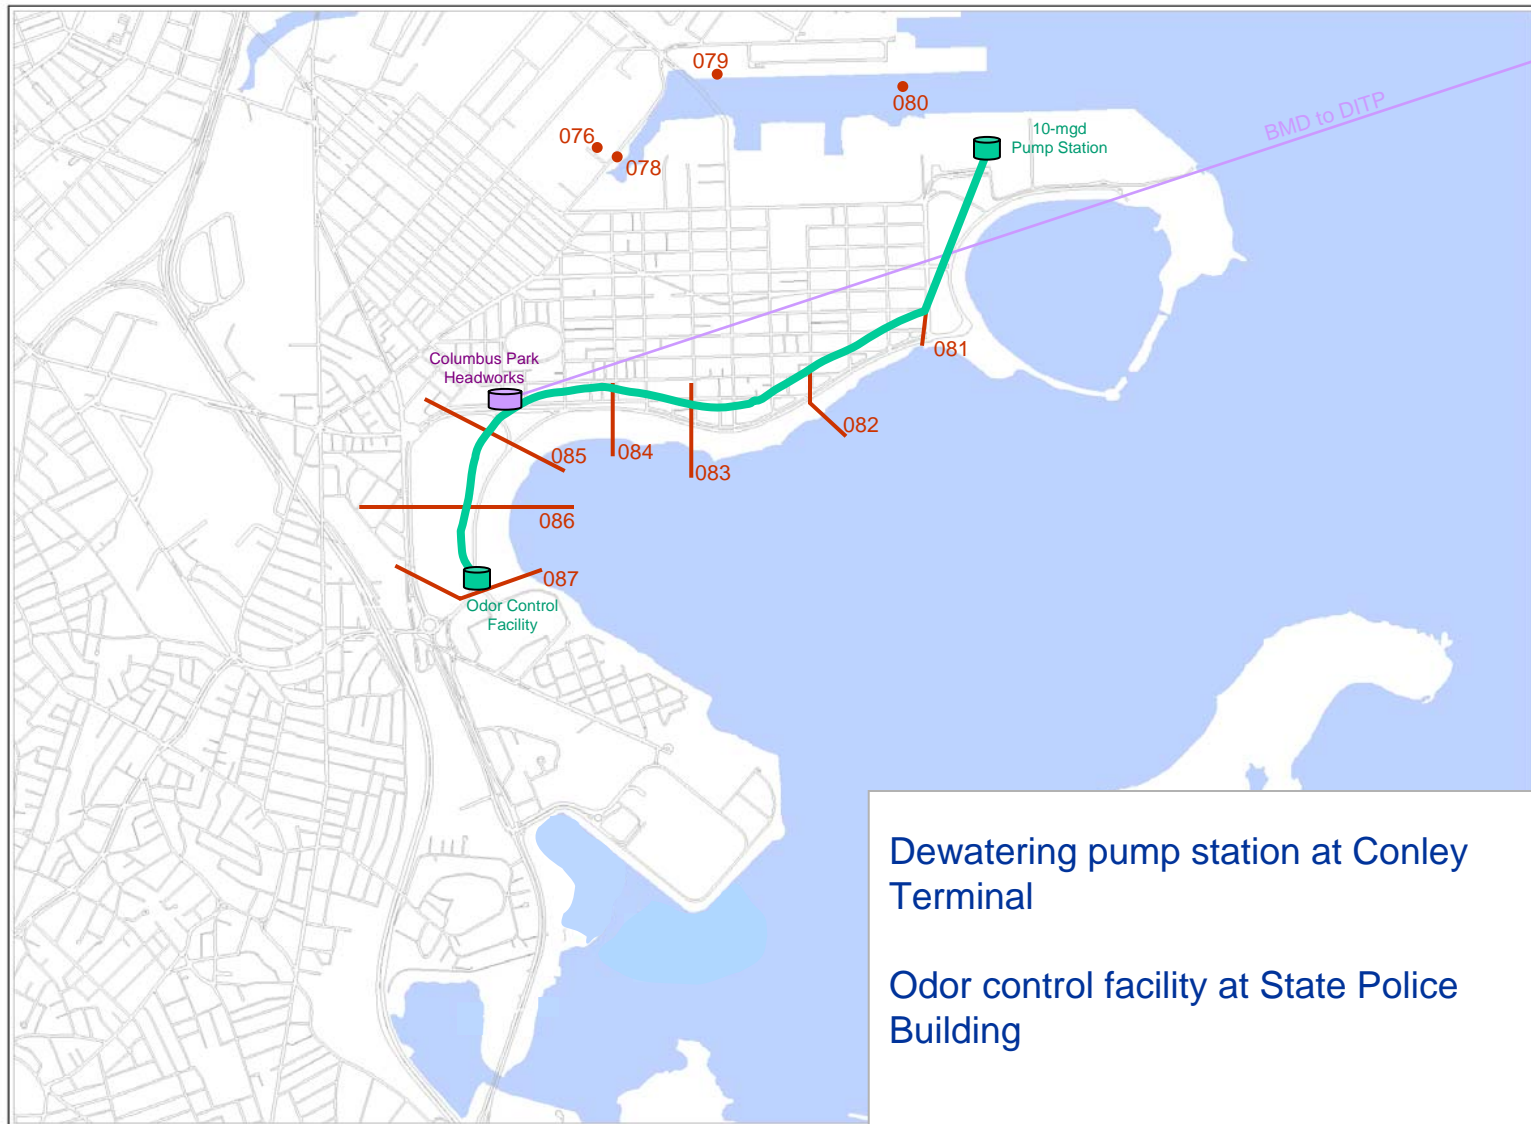 079
080
BMD to DITP
10-mgd
Pump Station
076
078
081
Columbus Park
Headworks
082
084
085
083
086
087
Odor Control
Facility
Dewatering pump station at Conley
Terminal
Odor control facility at State Police
Building